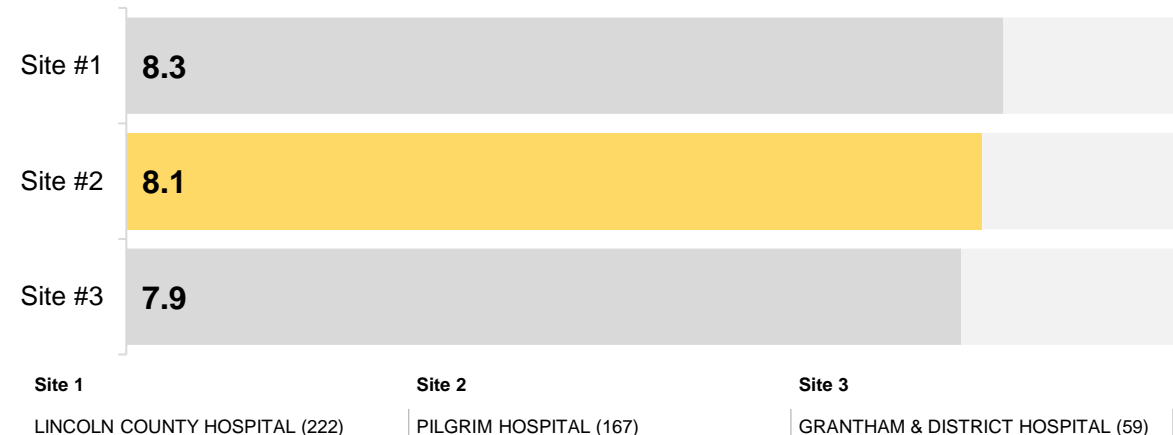 Site #1 8.3
Site #2 8.1
Site #3 7.9
Site 1 Site 2 Site 3
LINCOLN COUNTY HOSPITAL (222) PILGRIM HOSPITAL (167) GRANTHAM & DISTRICT HOSPITAL (59)